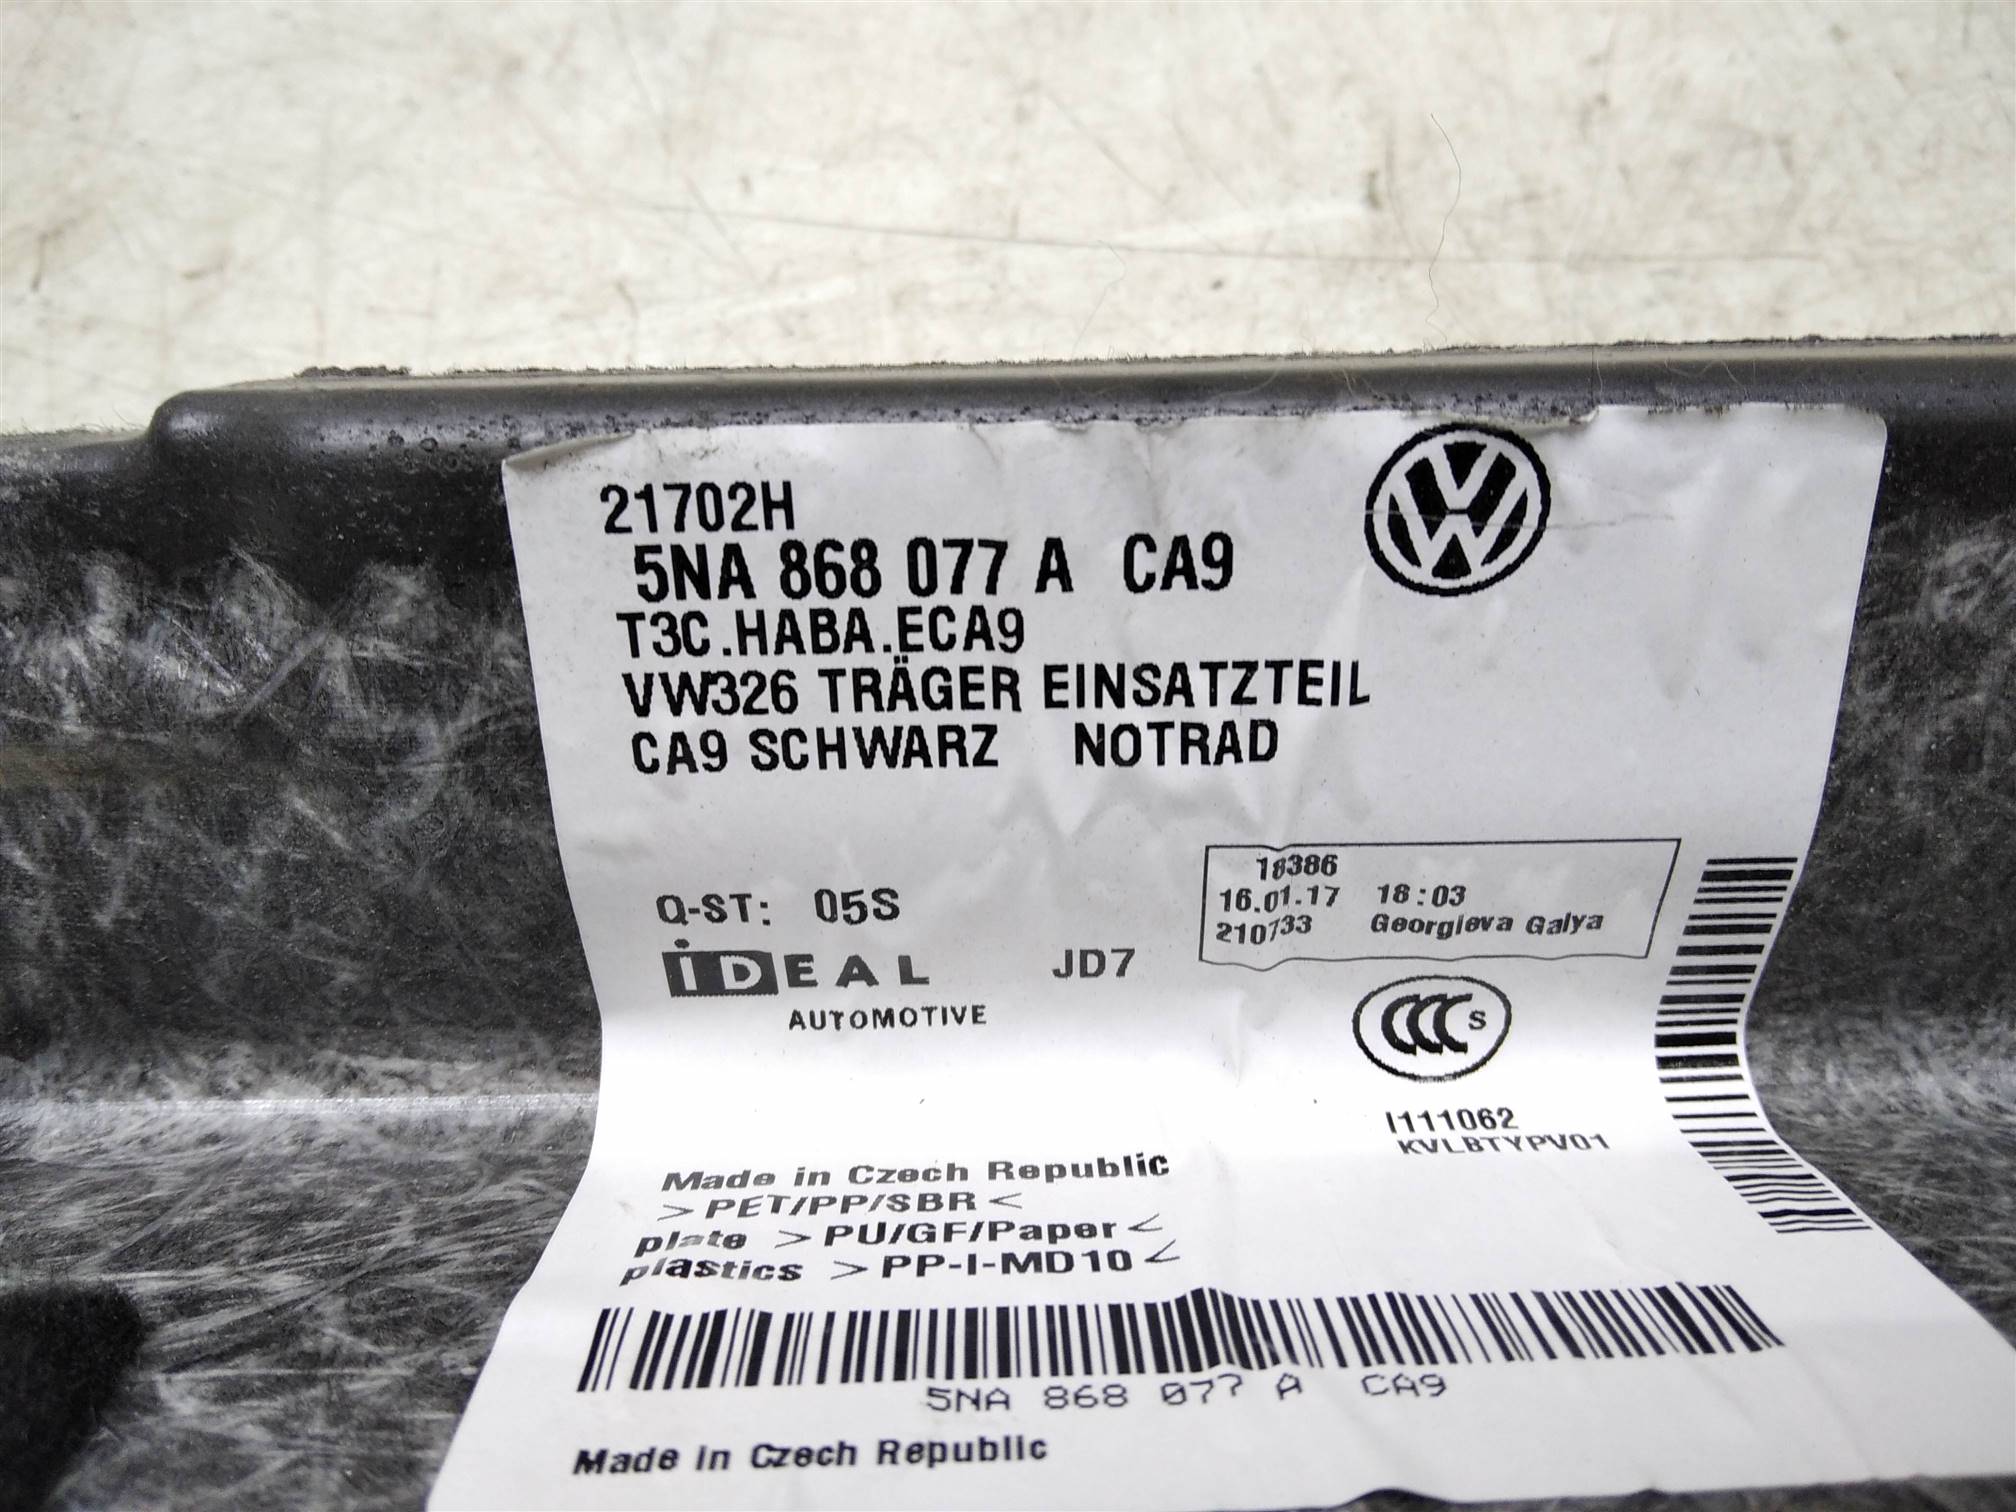 21702H
5NA 868 077 A CA9
T3C.HABA.ECA9
VW326 TRÄGER EINSATZTEIL
CA9 SCHWARZ NOTRAD
18386
16.01.17 18:03
210733 Georgieva Galya
Q-ST: 05S
iDEAL JD7
AUTOMOTIVE
CCC S
I111062
KVLBTYPV01
Made in Czech Republic
>PET/PP/SBR<
plate >PU/GF/Paper<
plastics >PP-I-MD10<
5NA 868 077 A CA9
Made in Czech Republic